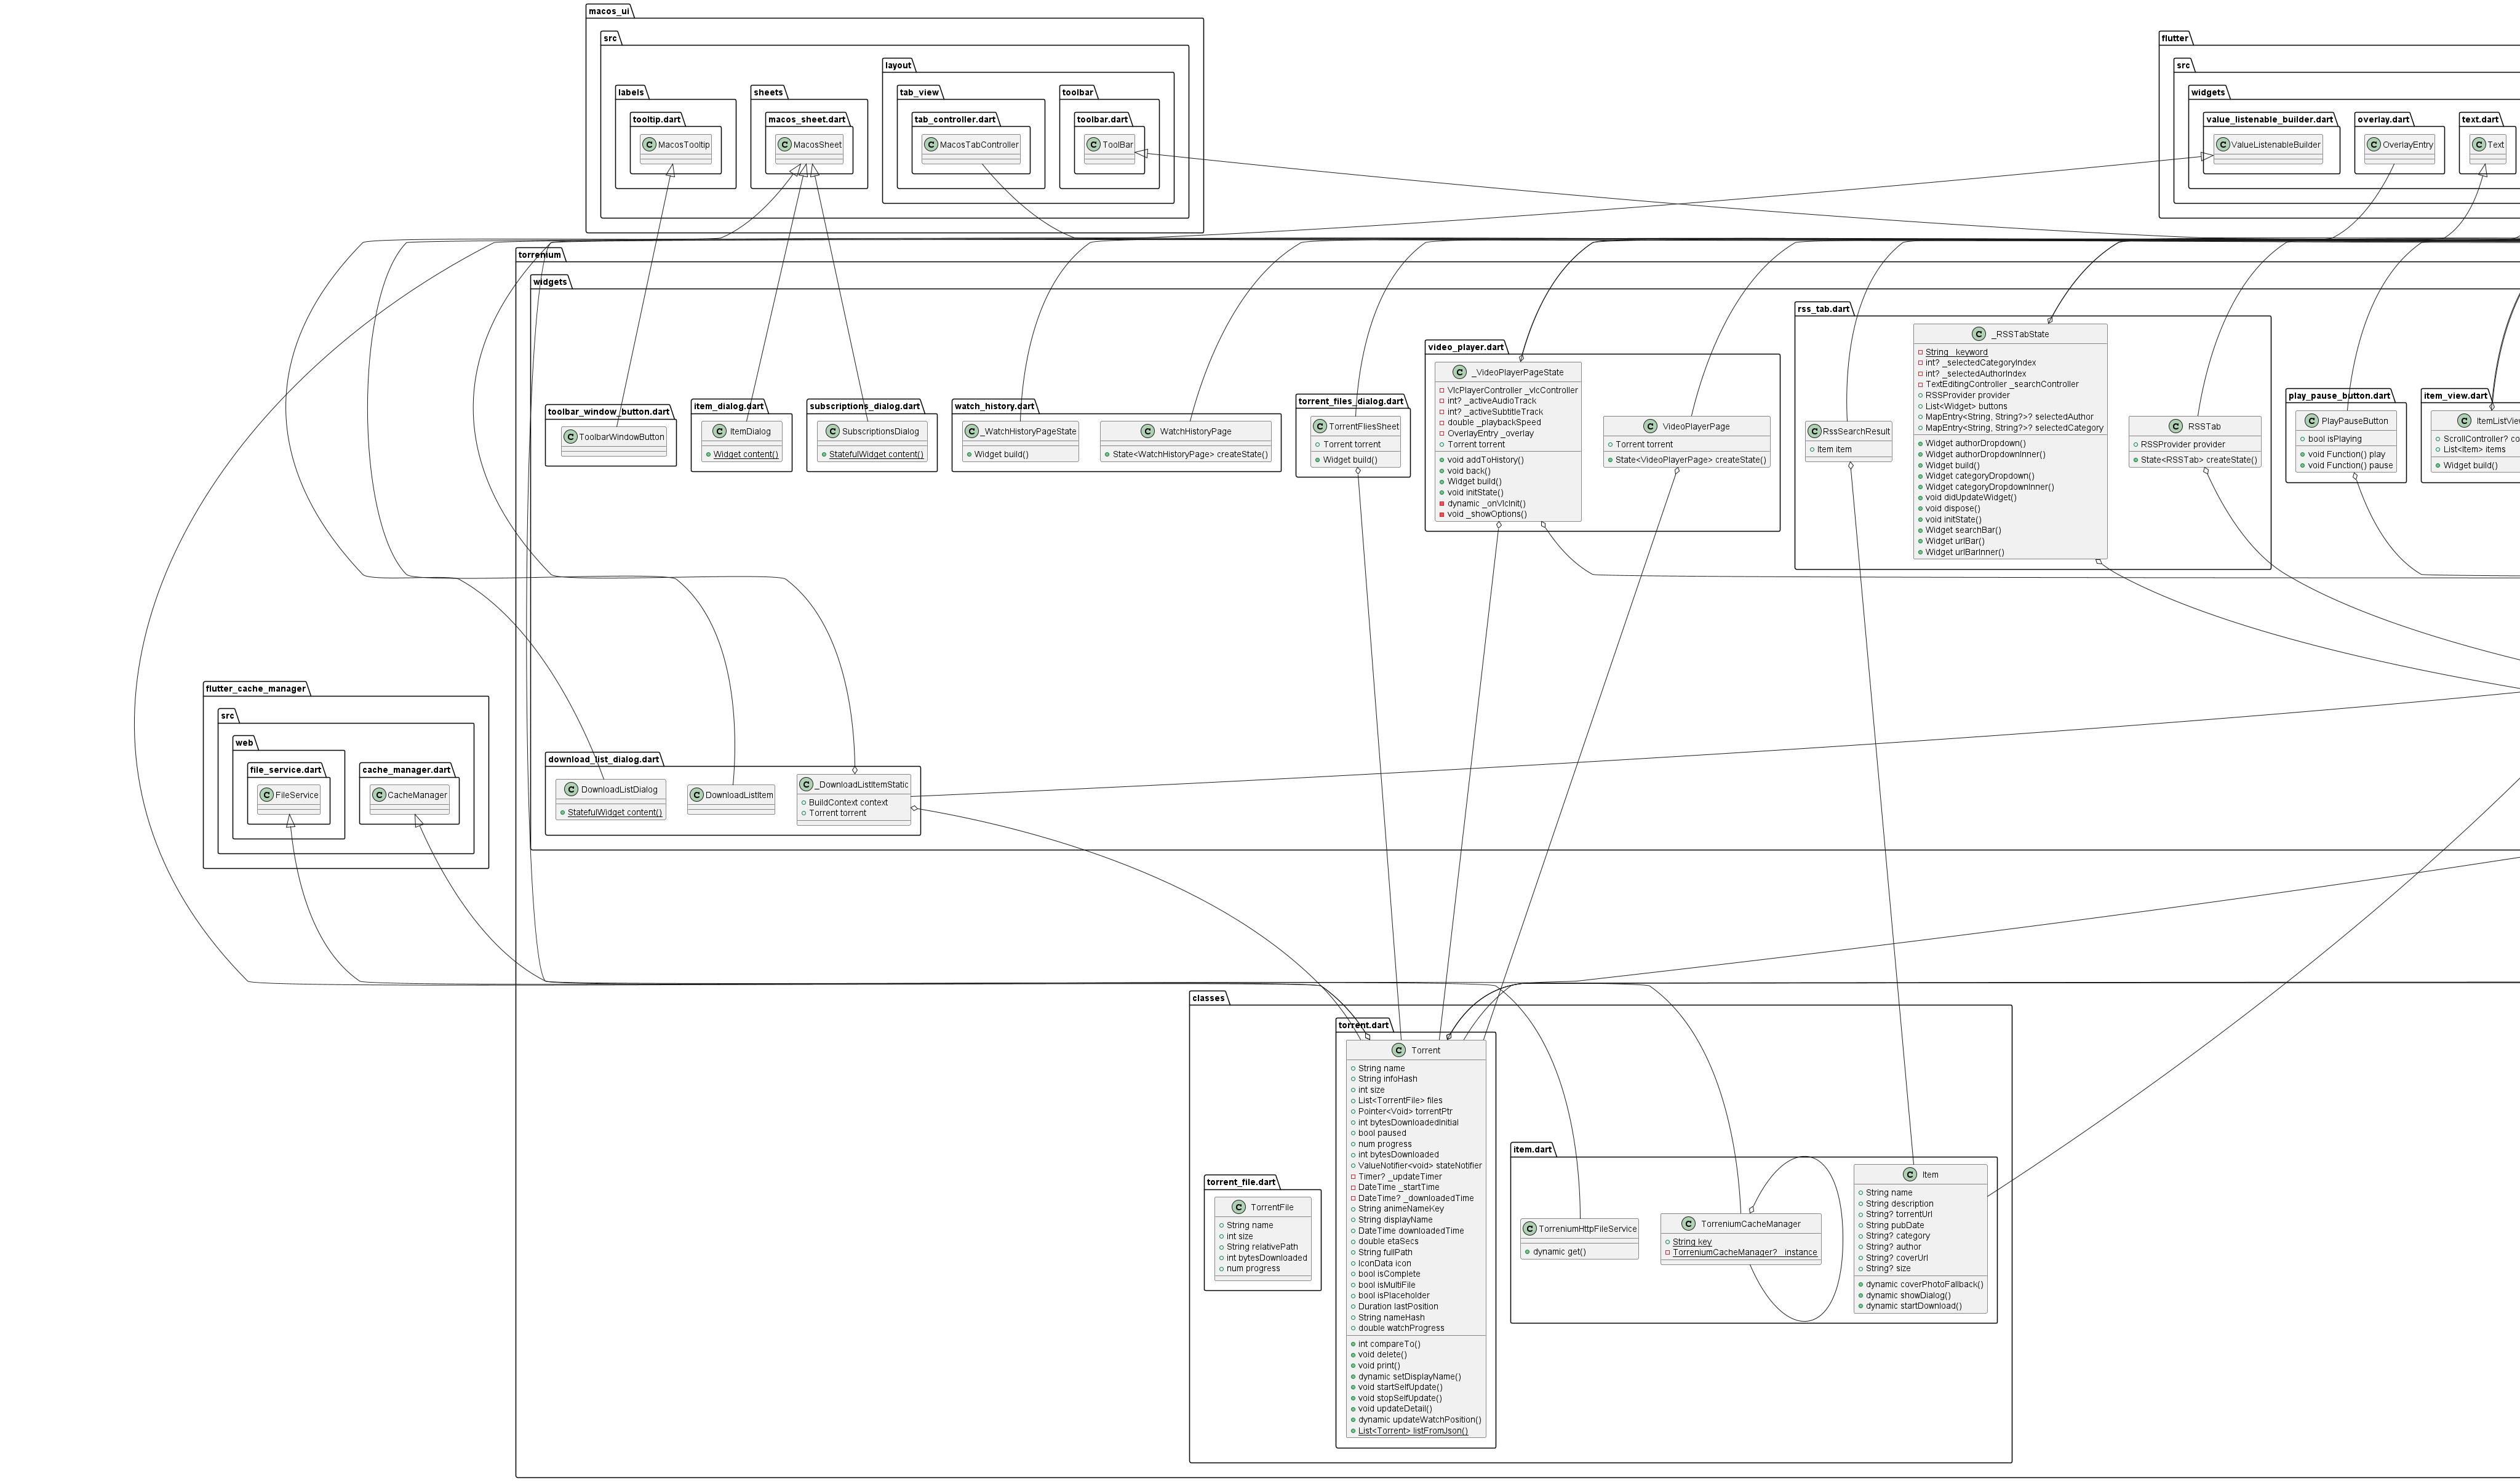 macos_ui
src
labels
tooltip.dart
C MacosTooltip
sheets
macos_sheet.dart
C MacosSheet
layout
tab_view
tab_controller.dart
C MacosTabController
toolbar
toolbar.dart
C ToolBar
flutter
src
widgets
value_listenable_builder.dart
C ValueListenableBuilder
overlay.dart
C OverlayEntry
text.dart
C Text
torrenium
widgets
toolbar_window_button.dart
C ToolbarWindowButton
item_dialog.dart
C ItemDialog
Widget content()
subscriptions_dialog.dart
C SubscriptionsDialog
StatefulWidget content()
watch_history.dart
C _WatchHistoryPageState
Widget build()
C WatchHistoryPage
State<WatchHistoryPage> createState()
torrent_files_dialog.dart
C TorrentFliesSheet
Torrent torrent
Widget build()
video_player.dart
C _VideoPlayerPageState
VlcPlayerController _vlcController
int? _activeAudioTrack
int? _activeSubtitleTrack
double _playbackSpeed
OverlayEntry _overlay
Torrent torrent
void addToHistory()
void back()
Widget build()
void initState()
dynamic _onVlcInit()
void _showOptions()
C VideoPlayerPage
Torrent torrent
State<VideoPlayerPage> createState()
rss_tab.dart
C RssSearchResult
Item item
C _RSSTabState
String _keyword
int? _selectedCategoryIndex
int? _selectedAuthorIndex
TextEditingController _searchController
RSSProvider provider
List<Widget> buttons
MapEntry<String, String?>? selectedAuthor
MapEntry<String, String?>? selectedCategory
Widget authorDropdown()
Widget authorDropdownInner()
Widget build()
Widget categoryDropdown()
Widget categoryDropdownInner()
void didUpdateWidget()
void dispose()
void initState()
Widget searchBar()
Widget urlBar()
Widget urlBarInner()
C RSSTab
RSSProvider provider
State<RSSTab> createState()
play_pause_button.dart
C PlayPauseButton
bool isPlaying
void Function() play
void Function() pause
item_view.dart
C ItemListView
ScrollController? co
List<Item> items
Widget build()
flutter_cache_manager
src
web
file_service.dart
C FileService
cache_manager.dart
C CacheManager
download_list_dialog.dart
C DownloadListDialog
StatefulWidget content()
C DownloadListItem
C _DownloadListItemStatic
BuildContext context
Torrent torrent
classes
torrent_file.dart
C TorrentFile
String name
int size
String relativePath
int bytesDownloaded
num progress
torrent.dart
C Torrent
String name
String infoHash
int size
List<TorrentFile> files
Pointer<Void> torrentPtr
int bytesDownloadedInitial
bool paused
num progress
int bytesDownloaded
ValueNotifier<void> stateNotifier
Timer? _updateTimer
DateTime _startTime
DateTime? _downloadedTime
String animeNameKey
String displayName
DateTime downloadedTime
double etaSecs
String fullPath
IconData icon
bool isComplete
bool isMultiFile
bool isPlaceholder
Duration lastPosition
String nameHash
double watchProgress
int compareTo()
void delete()
void print()
dynamic setDisplayName()
void startSelfUpdate()
void stopSelfUpdate()
void updateDetail()
dynamic updateWatchPosition()
List<Torrent> listFromJson()
item.dart
C TorreniumHttpFileService
dynamic get()
C TorreniumCacheManager
String key
TorreniumCacheManager? _instance
C Item
String name
String description
String? torrentUrl
String pubDate
String? category
String? author
String? coverUrl
String? size
dynamic coverPhotoFallback()
dynamic showDialog()
dynamic startDownload()